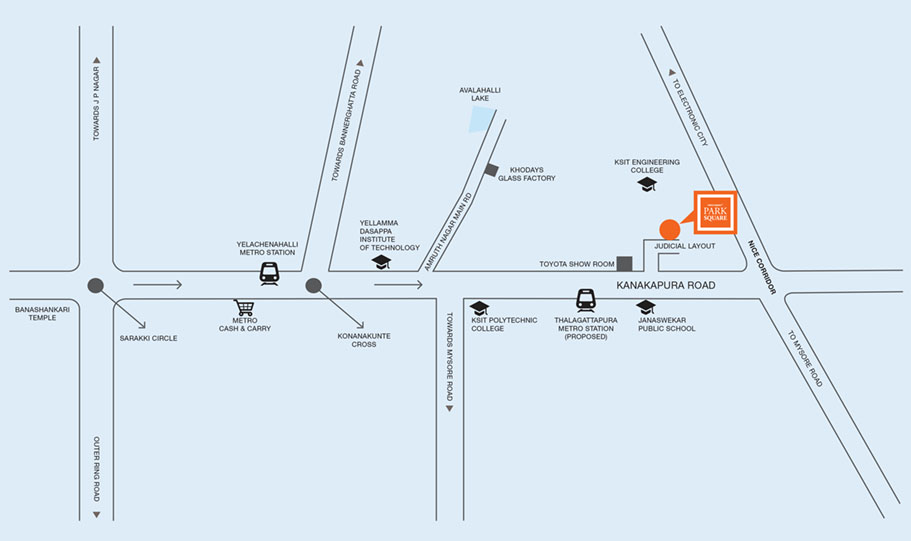 TOWARDS J P NAGAR
TOWARDS BANNERGHATTA ROAD
AVALAHALLI
LAKE
KHODAYS
GLASS FACTORY
AMRUTH NAGAR MAIN RD
TO ELECTRONIC CITY
KSIT ENGINEERING
COLLEGE
PARK
SQUARE
JUDICIAL LAYOUT
NICE CORRIDOR
YELACHENAHALLI
METRO STATION
YELLAMMA
DASAPPA
INSTITUTE
OF TECHNOLOGY
TOYOTA SHOW ROOM
KANAKAPURA ROAD
BANASHANKARI
TEMPLE
SARAKKI CIRCLE
METRO
CASH & CARRY
KONANAKUNTE
CROSS
TOWARDS MYSORE ROAD
KSIT POLYTECHNIC
COLLEGE
THALAGATTAPURA
METRO STATION
(PROPOSED)
JANASWEKAR
PUBLIC SCHOOL
TO MYSORE ROAD
OUTER RING ROAD